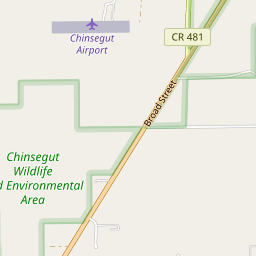 Chinsegut
Airport
CR 481
Broad Street
Chinsegut
Wildlife
d Environmental
Area